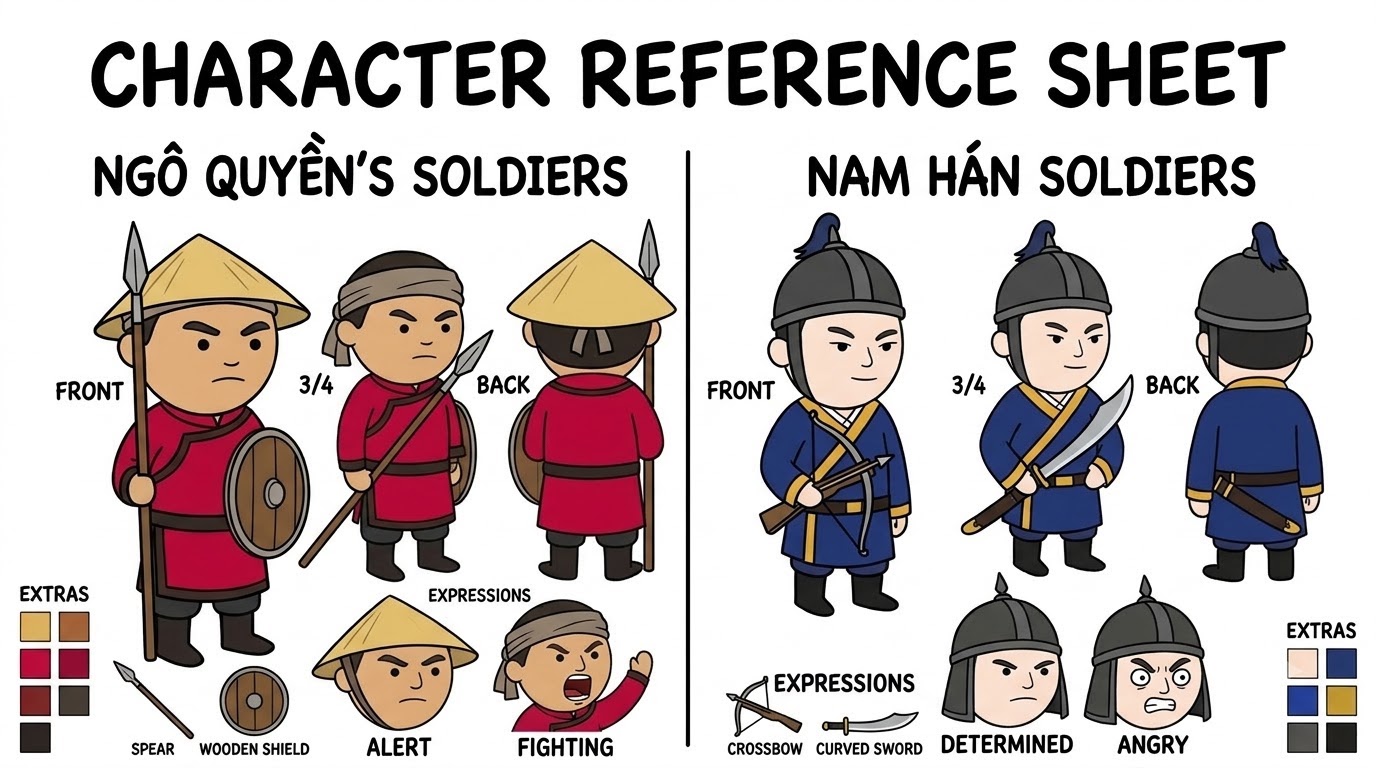 CHARACTER REFERENCE SHEET
NGÔ QUYỀN'S SOLDIERS
FRONT
3/4
BACK
EXTRAS
EXPRESSIONS
SPEAR
WOODEN SHIELD
ALERT
FIGHTING
NAM HÁN SOLDIERS
FRONT
3/4
BACK
EXPRESSIONS
CROSSBOW
CURVED SWORD
DETERMINED
ANGRY
EXTRAS